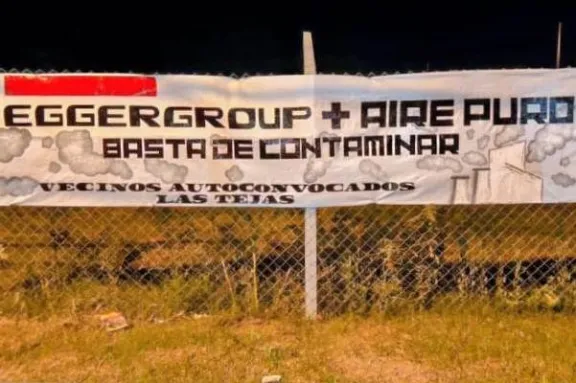 EGGERGROUP + AIRE PURO
BASTA DE CONTAMINAR
VECINOS AUTOCONVOCADOS
LAS TEJAS